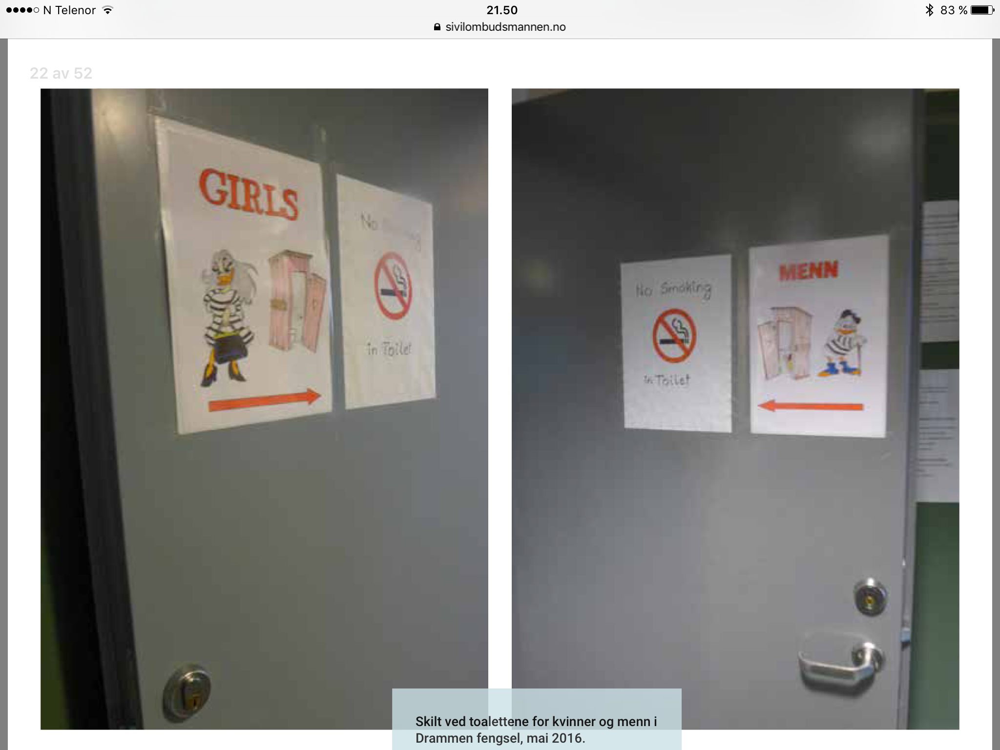 N Telenor
21.50
83 %
sivilombudsmannen.no
22 av 52
GIRLS
No
in Toilet
No Smoking
in Toilet
MENN
Skilt ved toalettene for kvinner og menn i
Drammen fengsel, mai 2016.